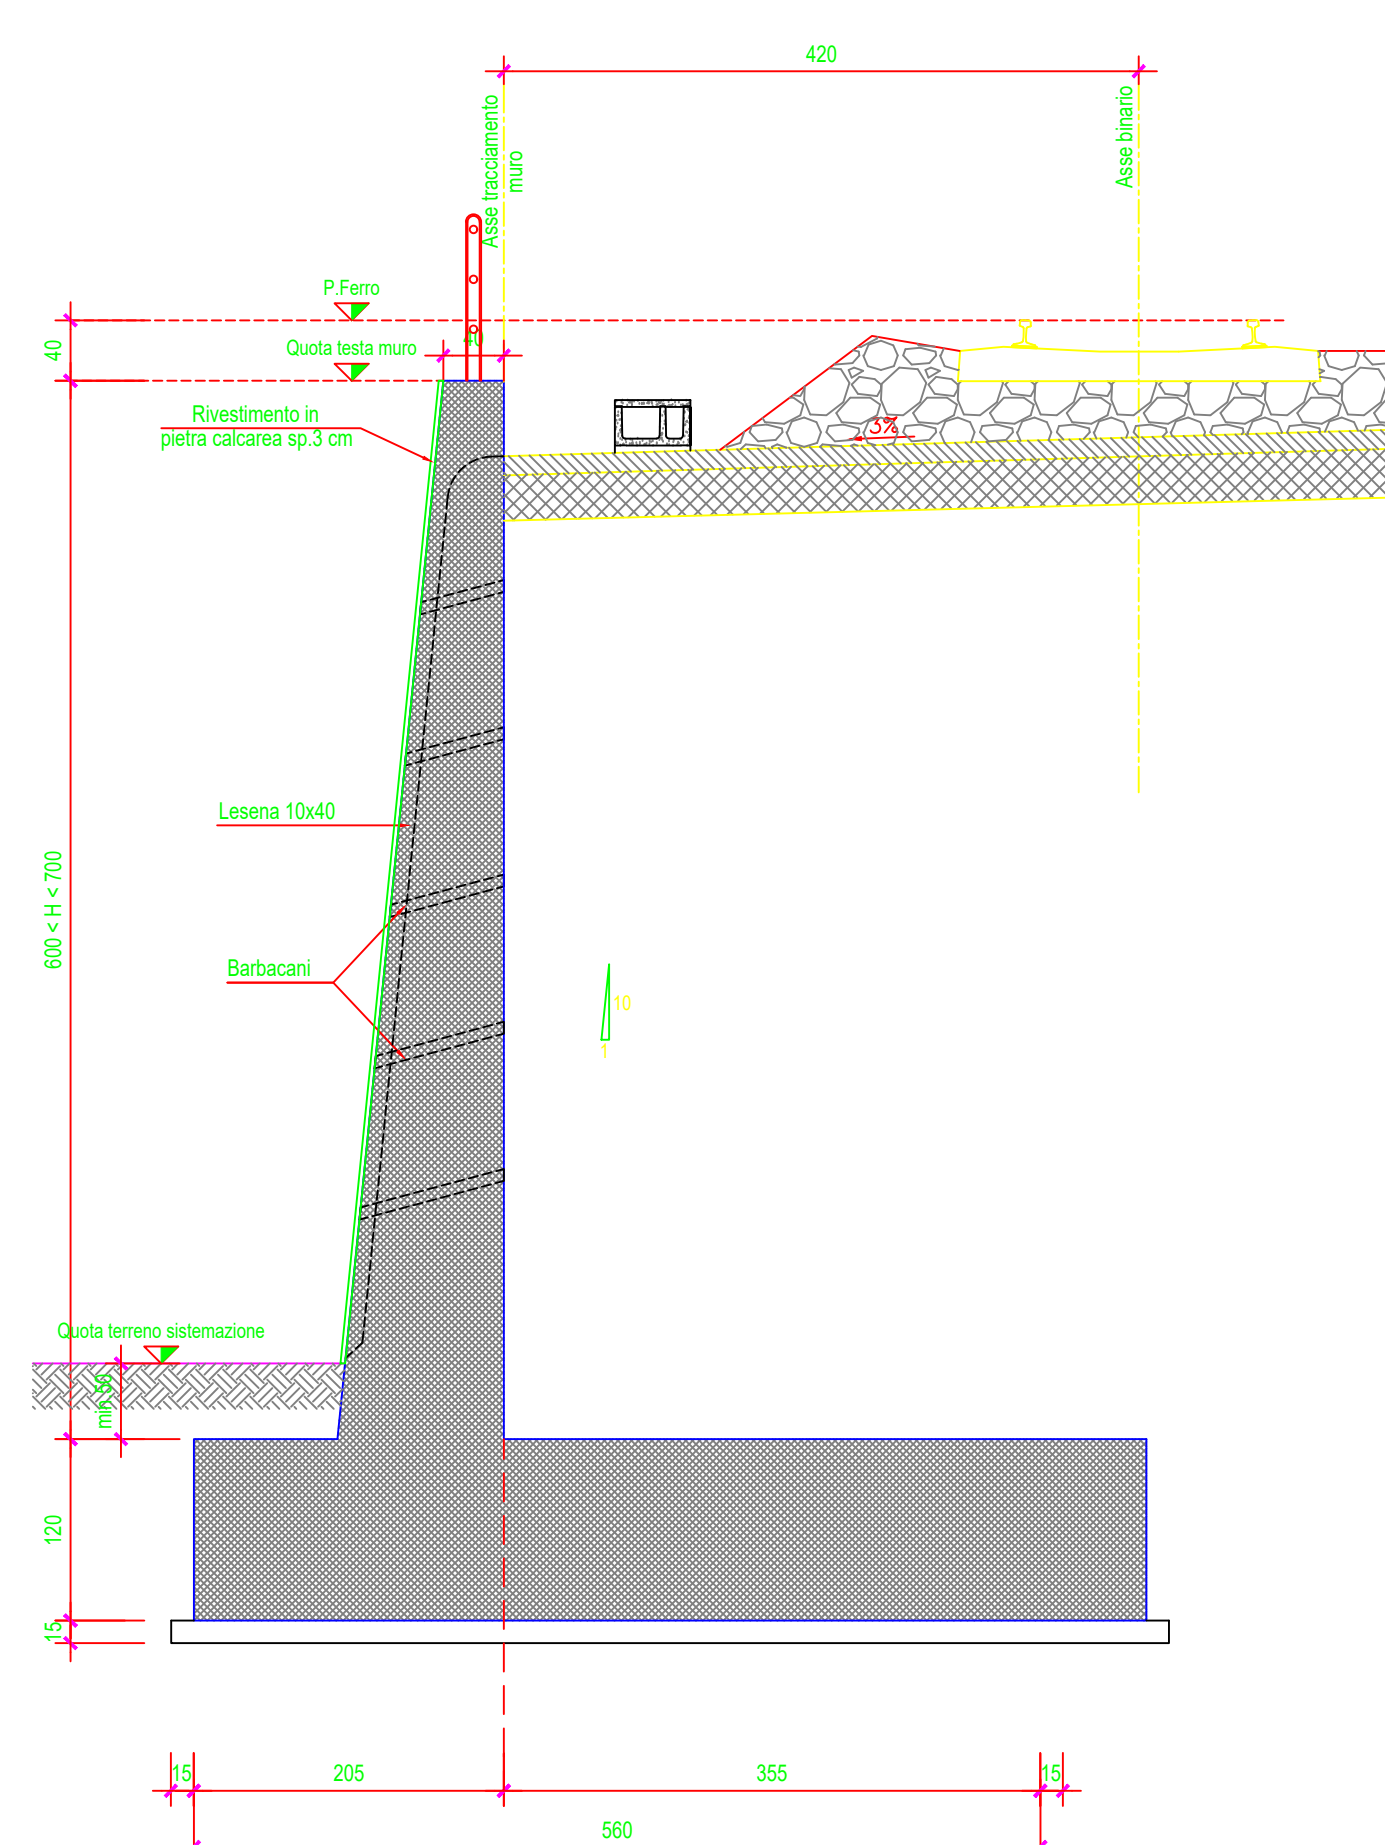 420
Asse tracciamento
muro
Asse binario
P.Ferro
40
Quota testa muro
40
Rivestimento in
pietra calcarea sp.3 cm
3%
Lesena 10x40
600 < H < 700
Barbacani
10
1
Quota terreno sistemazione
min.50
120
15
15
205
355
15
560